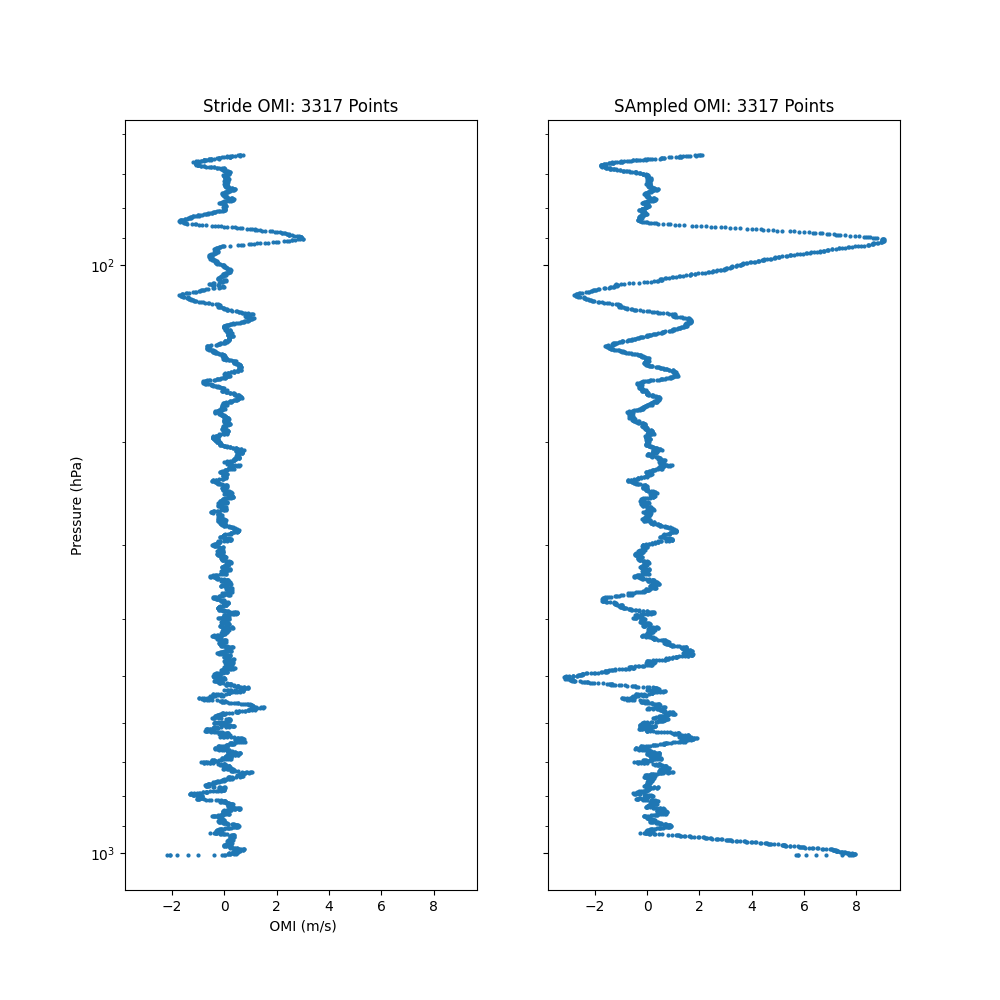 Stride OMI: 3317 Points
SAmpled OMI: 3317 Points
Pressure (hPa)
10²
10³
−2 0 2 4 6 8
−2 0 2 4 6 8
OMI (m/s)